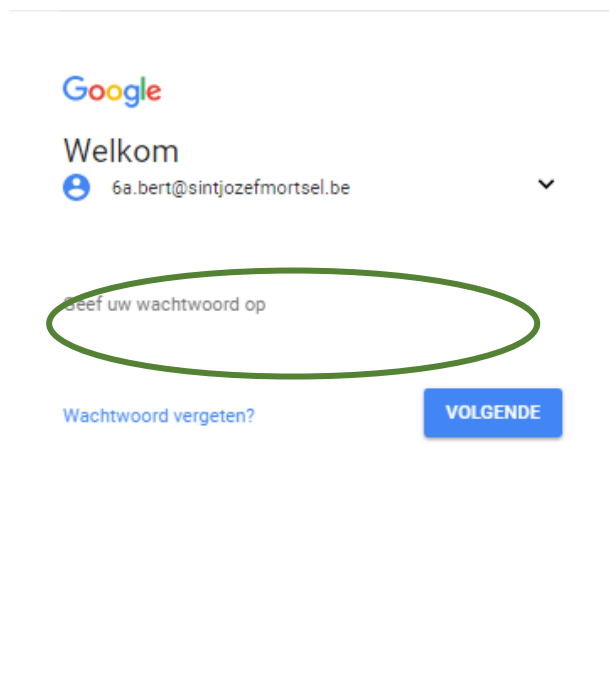 Google
Welkom
6a.bert@sintjozefmortsel.be
Geef uw wachtwoord op
Wachtwoord vergeten?
VOLGENDE